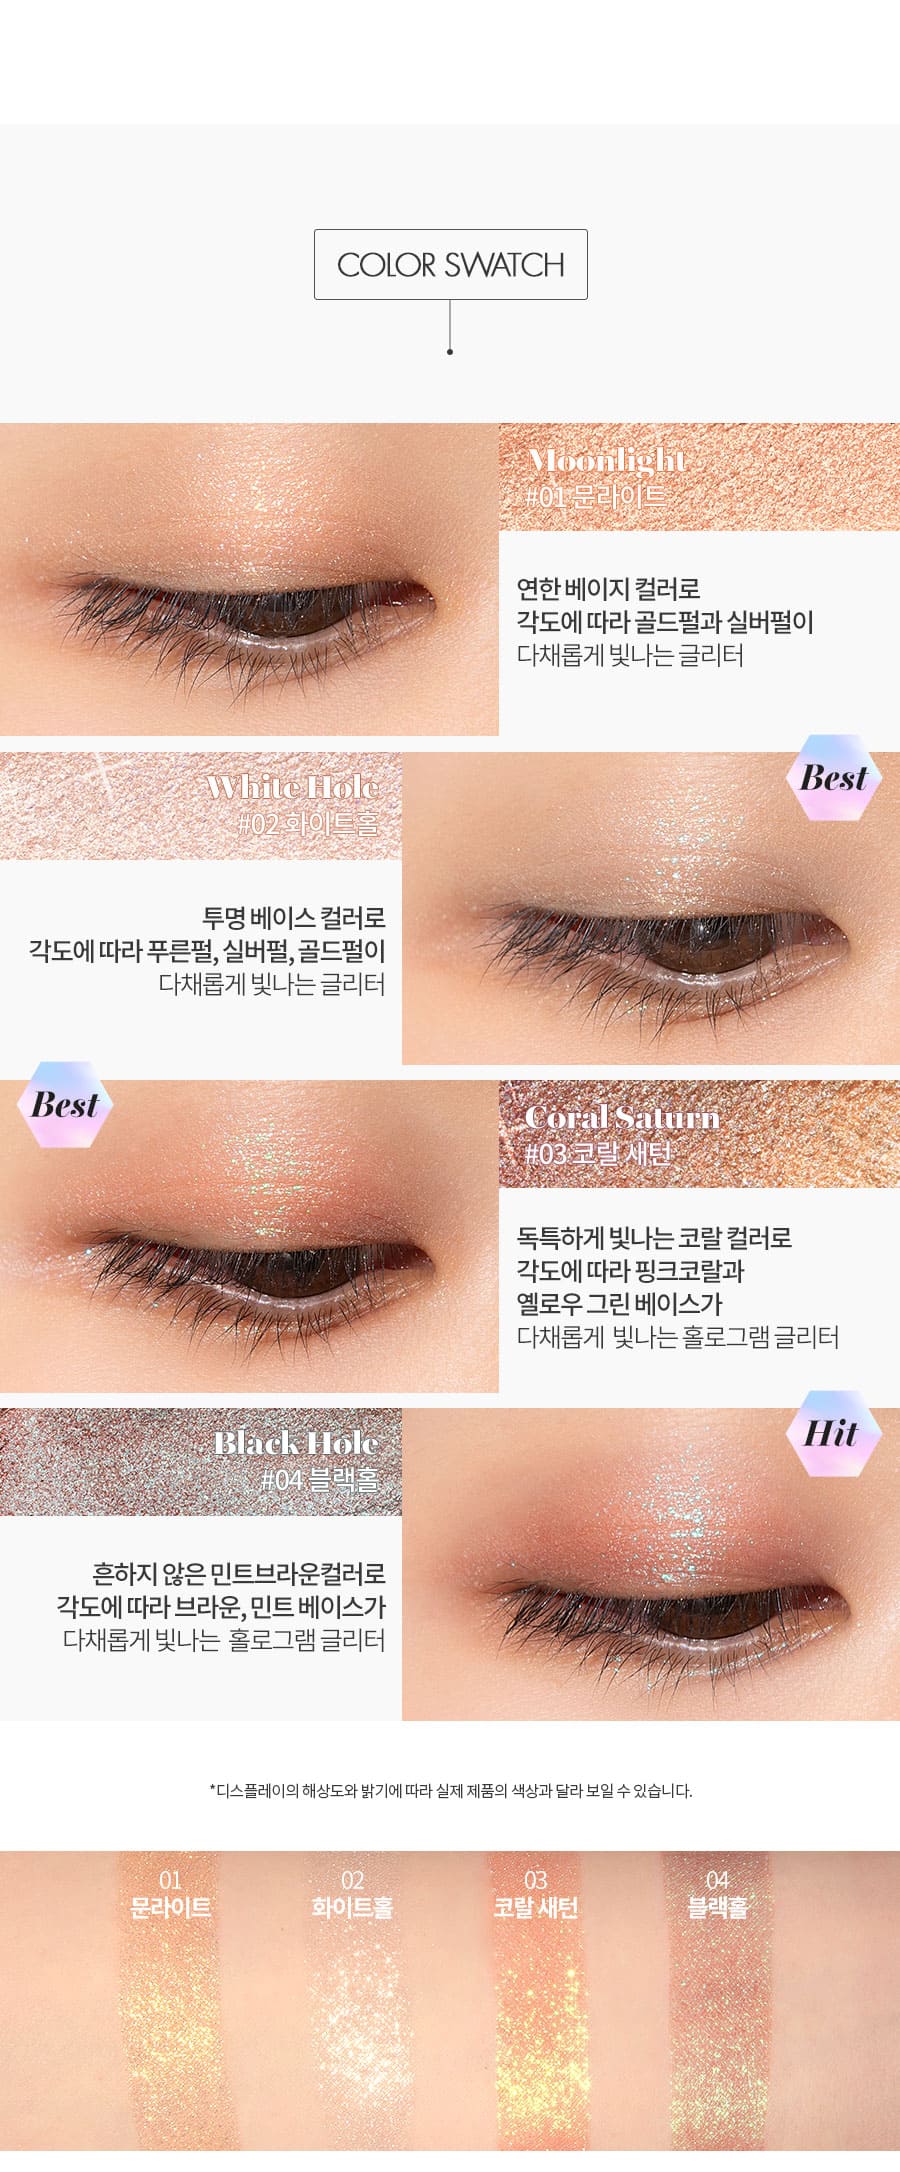 COLOR SWATCH
Moonlight
#01 문라이트
연한 베이지 컬러로
각도에 따라 골드펄과 실버펄이
다채롭게 빛나는 글리터
Best
White Hole
#02 화이트홀
투명 베이스 컬러로
각도에 따라 푸른펄, 실버펄, 골드펄이
다채롭게 빛나는 글리터
Best
Coral Saturn
#03 코랄 새턴
독특하게 빛나는 코랄 컬러로
각도에 따라 핑크코랄과
옐로우 그린 베이스가
다채롭게 빛나는 홀로그램 글리터
Hit
Black Hole
#04 블랙홀
흔하지 않은 민트브라운컬러로
각도에 따라 브라운, 민트 베이스가
다채롭게 빛나는 홀로그램 글리터
*디스플레이의 해상도와 밝기에 따라 실제 제품의 색상과 달라 보일 수 있습니다.
01
문라이트
02
화이트홀
03
코랄 새턴
04
블랙홀